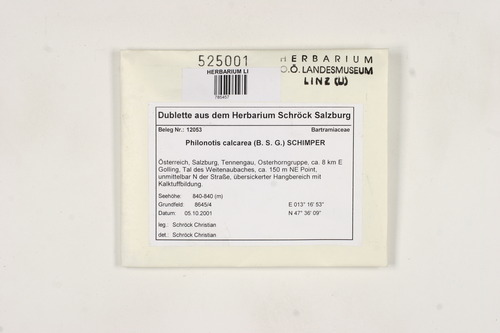 525001
HERBARIUM
O.Ö. LANDESMUSEUM
LINZ (LI)
HERBARIUM LI
Dublette aus dem Herbarium Schröck Salzburg
Beleg Nr.: 12053 Bartramiaceae
Philonotis calcarea (B. S. G.) SCHIMPER
Österreich, Salzburg, Tennengau, Osterhorngruppe, ca. 8 km E
Golling, Tal des Weitenaubaches, ca. 150 m NE Point,
unmittelbar N der Straße, übersickerter Hangbereich mit
Kalktuffbildung.
Seehöhe: 840-840 (m)
Grundfeld: 8645/4 E 013° 16' 53"
Datum: 05.10.2001 N 47° 36' 09"
leg.: Schröck Christian
det.: Schröck Christian